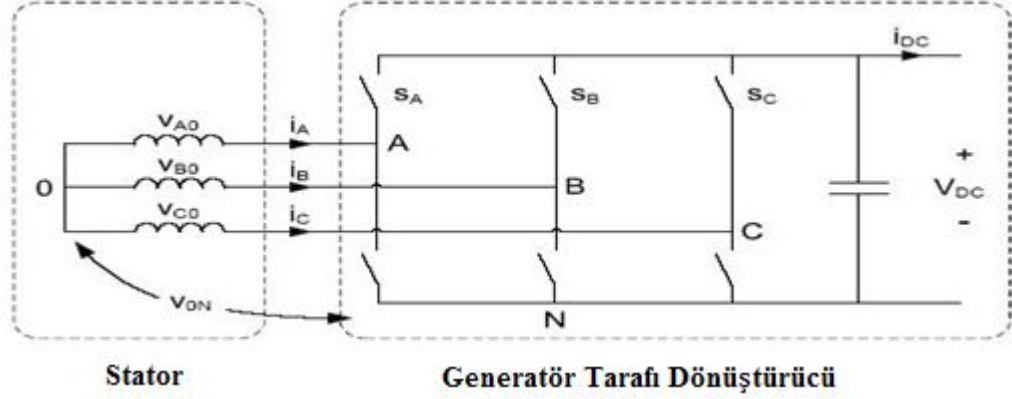 iDC
sA
sB
sC
vA0
iA
A
vB0
iB
B
0
vC0
iC
C
+
VDC
-
v0N
N
Stator
Generatör Tarafı Dönüştürücü